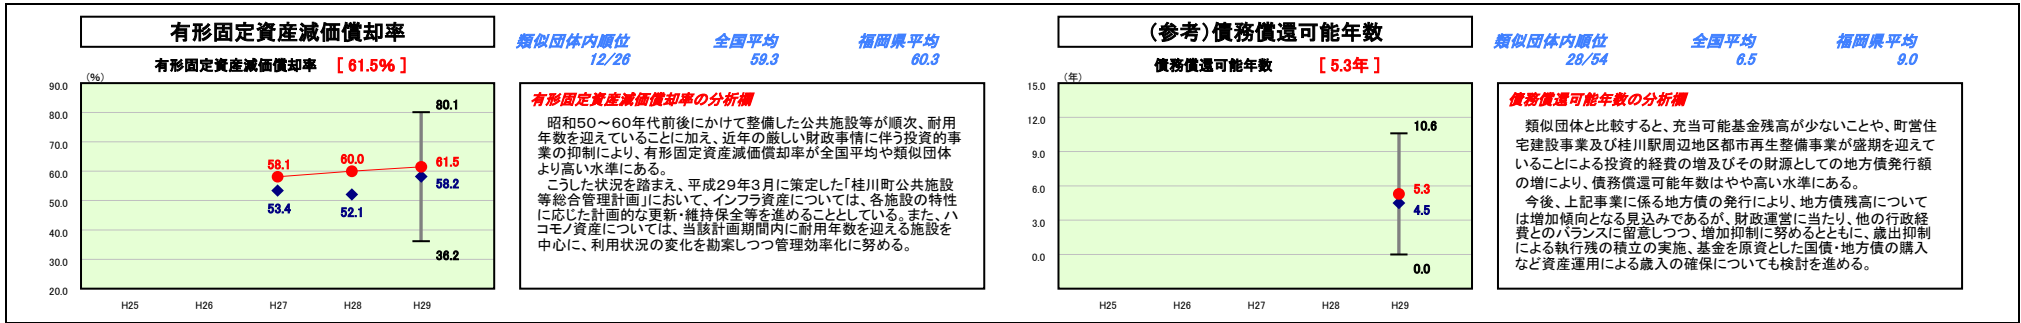 有形固定資産減価償却率
有形固定資産減価償却率 [ 61.5% ]
類似団体内順位 全国平均 福岡県平均
12/26 59.3 60.3
(%)
90.0
80.0
70.0
60.0
50.0
40.0
30.0
20.0
80.1
58.1 60.0 61.5
53.4 52.1 58.2
36.2
H25 H26 H27 H28 H29
有形固定資産減価償却率の分析欄
昭和50～60年代前後にかけて整備した公共施設等が順次、耐用
年数を迎えていることに加え、近年の厳しい財政事情に伴う投資的事
業の抑制により、有形固定資産減価償却率が全国平均や類似団体
より高い水準にある。
こうした状況を踏まえ、平成29年3月に策定した「桂川町公共施設
等総合管理計画」において、インフラ資産については、各施設の特性
に応じた計画的な更新・維持保全等を進めることとしている。また、ハ
コモノ資産については、当該計画期間内に耐用年数を迎える施設を
中心に、利用状況の変化を勘案しつつ管理効率化に努める。
(参考)債務償還可能年数
債務償還可能年数 [ 5.3年 ]
類似団体内順位 全国平均 福岡県平均
28/54 6.5 9.0
(年)
15.0
12.0
9.0
6.0
3.0
0.0
10.6
5.3
4.5
0.0
H25 H26 H27 H28 H29
債務償還可能年数の分析欄
類似団体と比較すると、充当可能基金残高が少ないことや、町営住
宅建設事業及び桂川駅周辺地区都市再生整備事業が盛期を迎えて
いることによる投資的経費の増及びその財源としての地方債発行額
の増により、債務償還可能年数はやや高い水準にある。
今後、上記事業に係る地方債の発行により、地方債残高について
は増加傾向となる見込みであるが、財政運営に当たり、他の行政経
費とのバランスに留意しつつ、増加抑制に努めるとともに、歳出抑制
による執行残の積立の実施、基金を原資とした国債・地方債の購入
など資産運用による歳入の確保についても検討を進める。